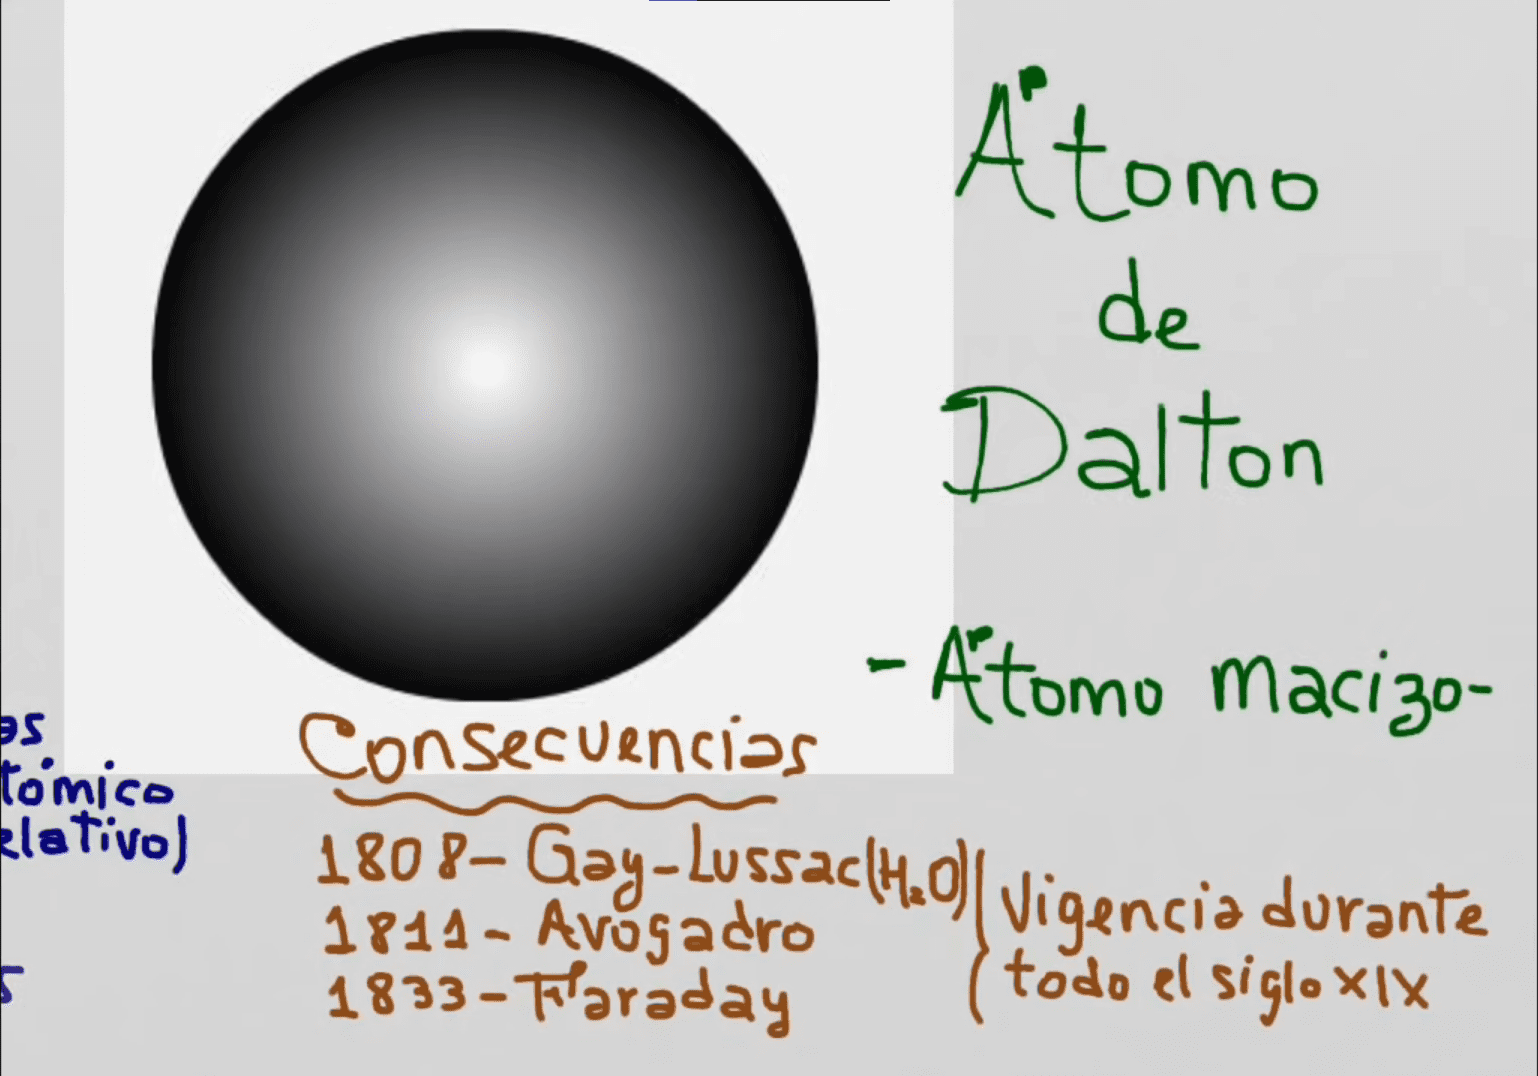 Átomo
de
Dalton
- Átomo macizo -
as
tómico
elativo)
s
Consecuencias
1808 - Gay-Lussac (H₂O)
1811 - Avogadro
1833 - Faraday
Vigencia durante
todo el siglo XIX